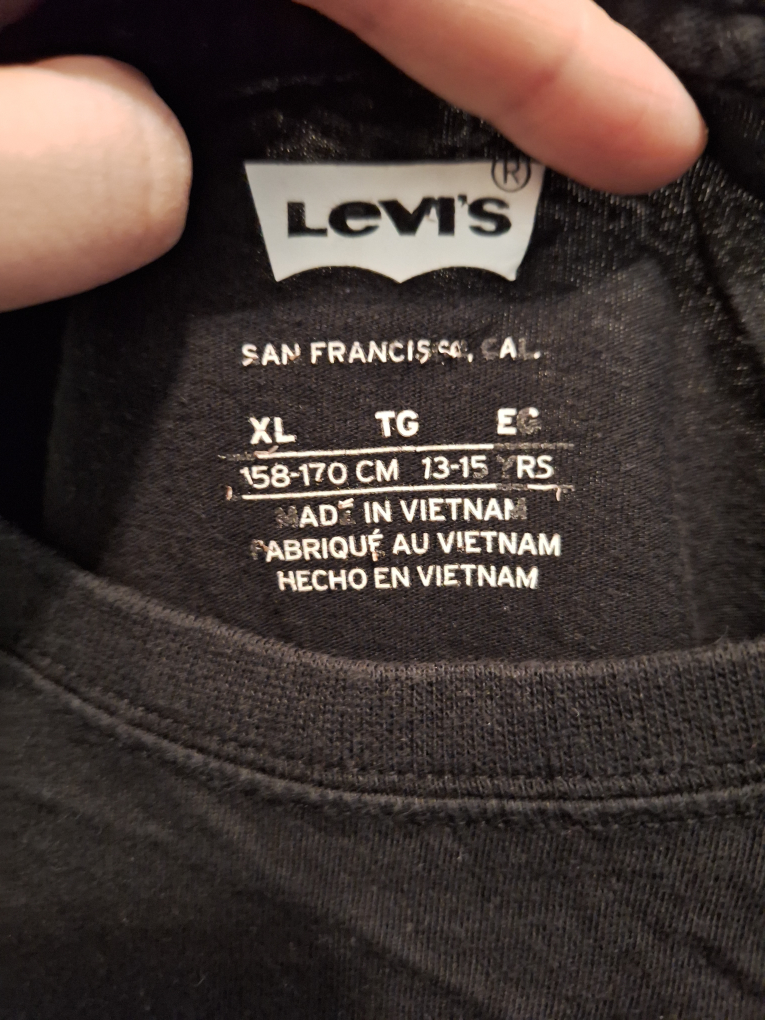 LEVI'S ®
SAN FRANCISCO, CAL.
XL TG EG
158-170 CM 13-15 YRS
MADE IN VIETNAM
FABRIQUÉ AU VIETNAM
HECHO EN VIETNAM